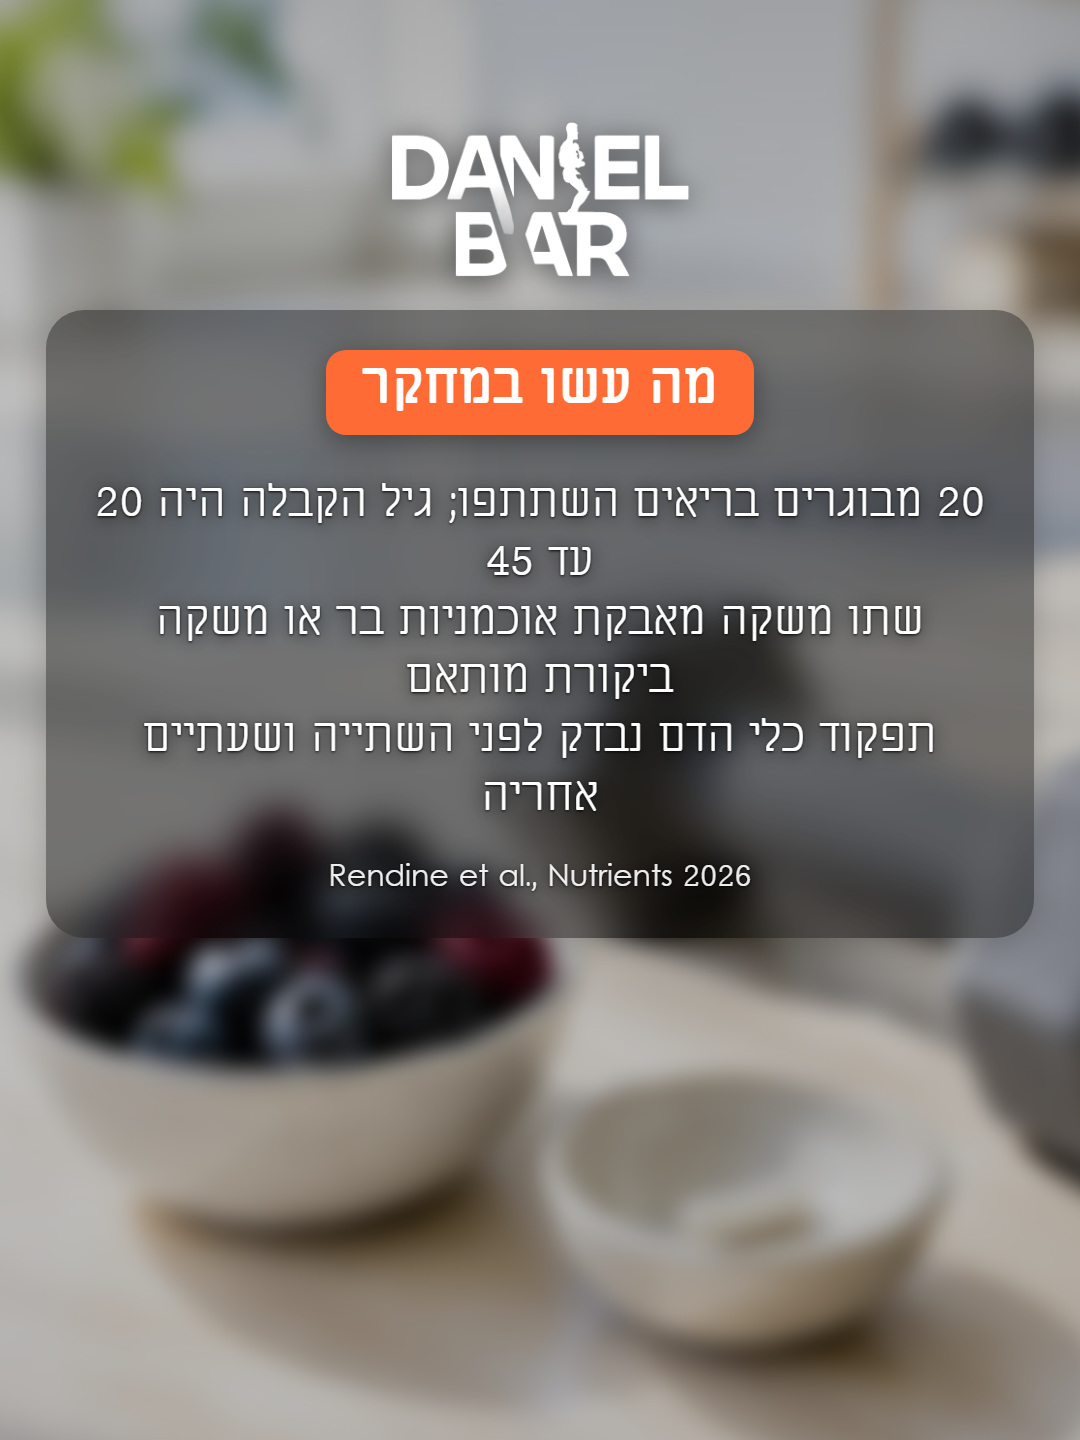 DANIEL
BAR
מה עשו במחקר
20 מבוגרים בריאים השתתפו; גיל הקבלה היה 20
עד 45
שתו משקה מאבקת אוכמניות בר או משקה
ביקורת מותאם
תפקוד כלי הדם נבדק לפני השתייה ושעתיים
אחריה
Rendine et al., Nutrients 2026